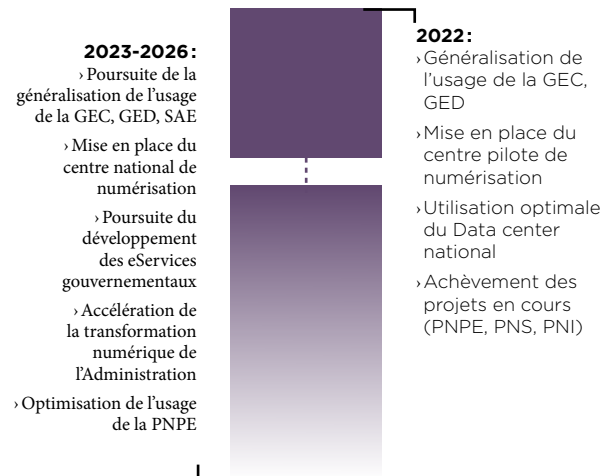 2023-2026 :
› Poursuite de la
généralisation de l’usage
de la GEC, GED, SAE
› Mise en place du
centre national de
numérisation
› Poursuite du
développement
des eServices
gouvernementaux
› Accélération de
la transformation
numérique de
l’Administration
› Optimisation de l’usage
de la PNPE
2022 :
› Généralisation de
l’usage de la GEC,
GED
› Mise en place du
centre pilote de
numérisation
› Utilisation optimale
du Data center
national
› Achèvement des
projets en cours
(PNPE, PNS, PNI)